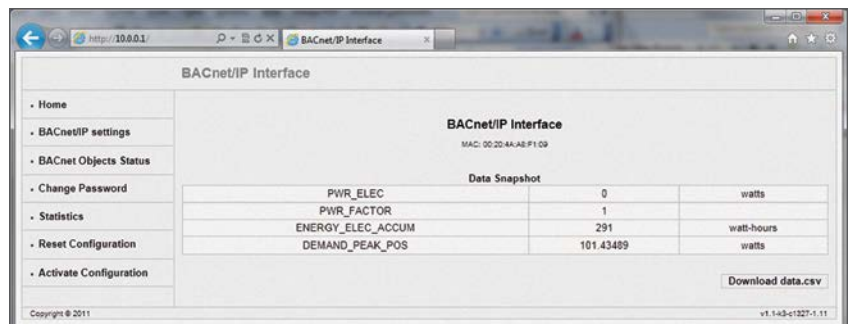 http://10.0.0.1/
BACnet/IP Interface
BACnet/IP Interface
• Home
• BACnet/IP settings
• BACnet Objects Status
• Change Password
• Statistics
• Reset Configuration
• Activate Configuration
BACnet/IP Interface
MAC: 00:20:4A:A8:F1:09
Data Snapshot
PWR_ELEC 0 watts
PWR_FACTOR 1
ENERGY_ELEC_ACCUM 291 watt-hours
DEMAND_PEAK_POS 101.43489 watts
Download data.csv
Copyright © 2011
v1.1-k3-c1327-1.11